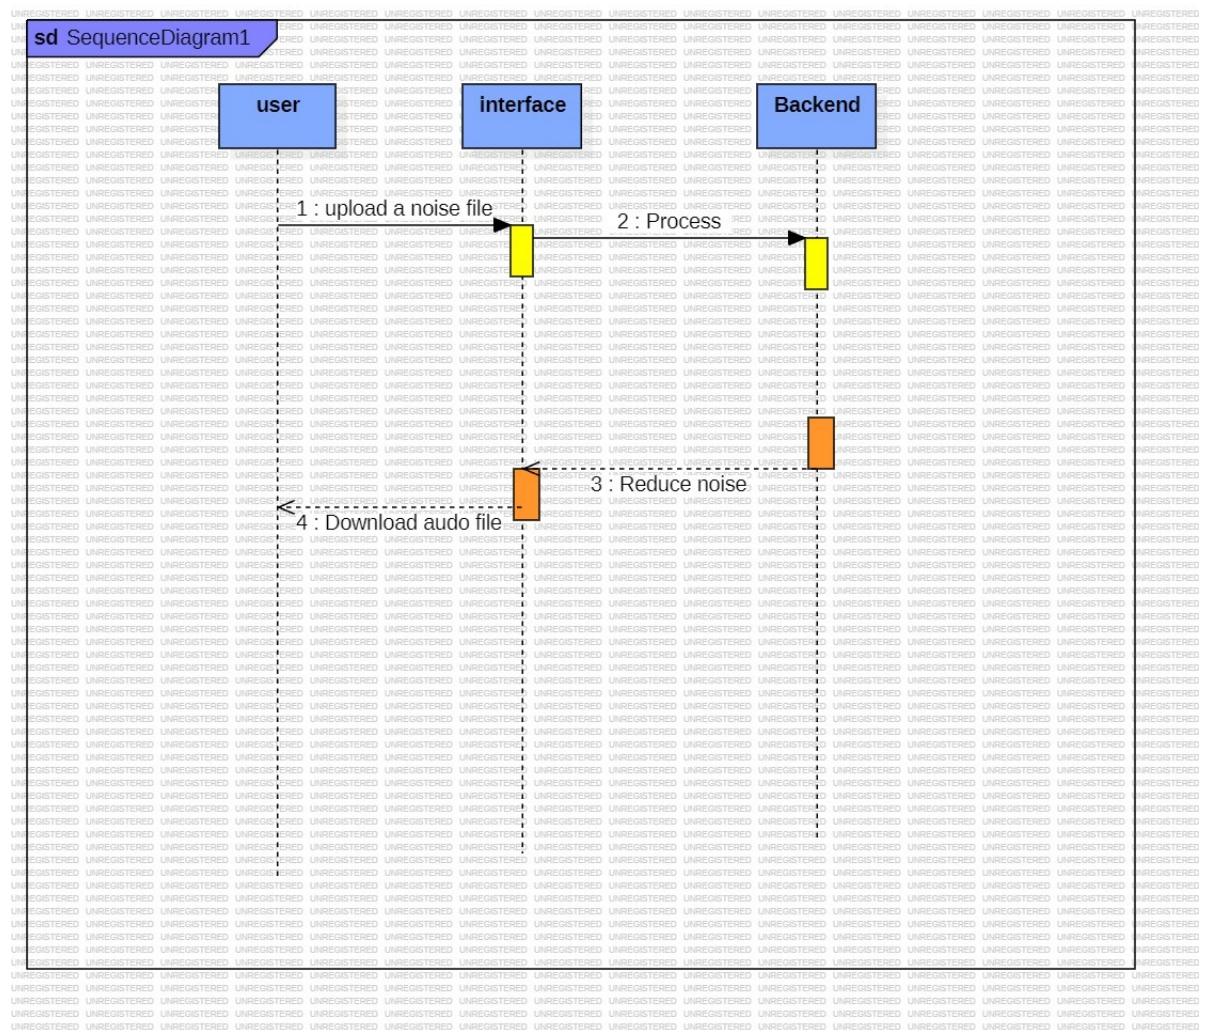 sd SequenceDiagram1
user
interface
Backend
1 : upload a noise file
2 : Process
3 : Reduce noise
4 : Download audo file
UNREGISTERED